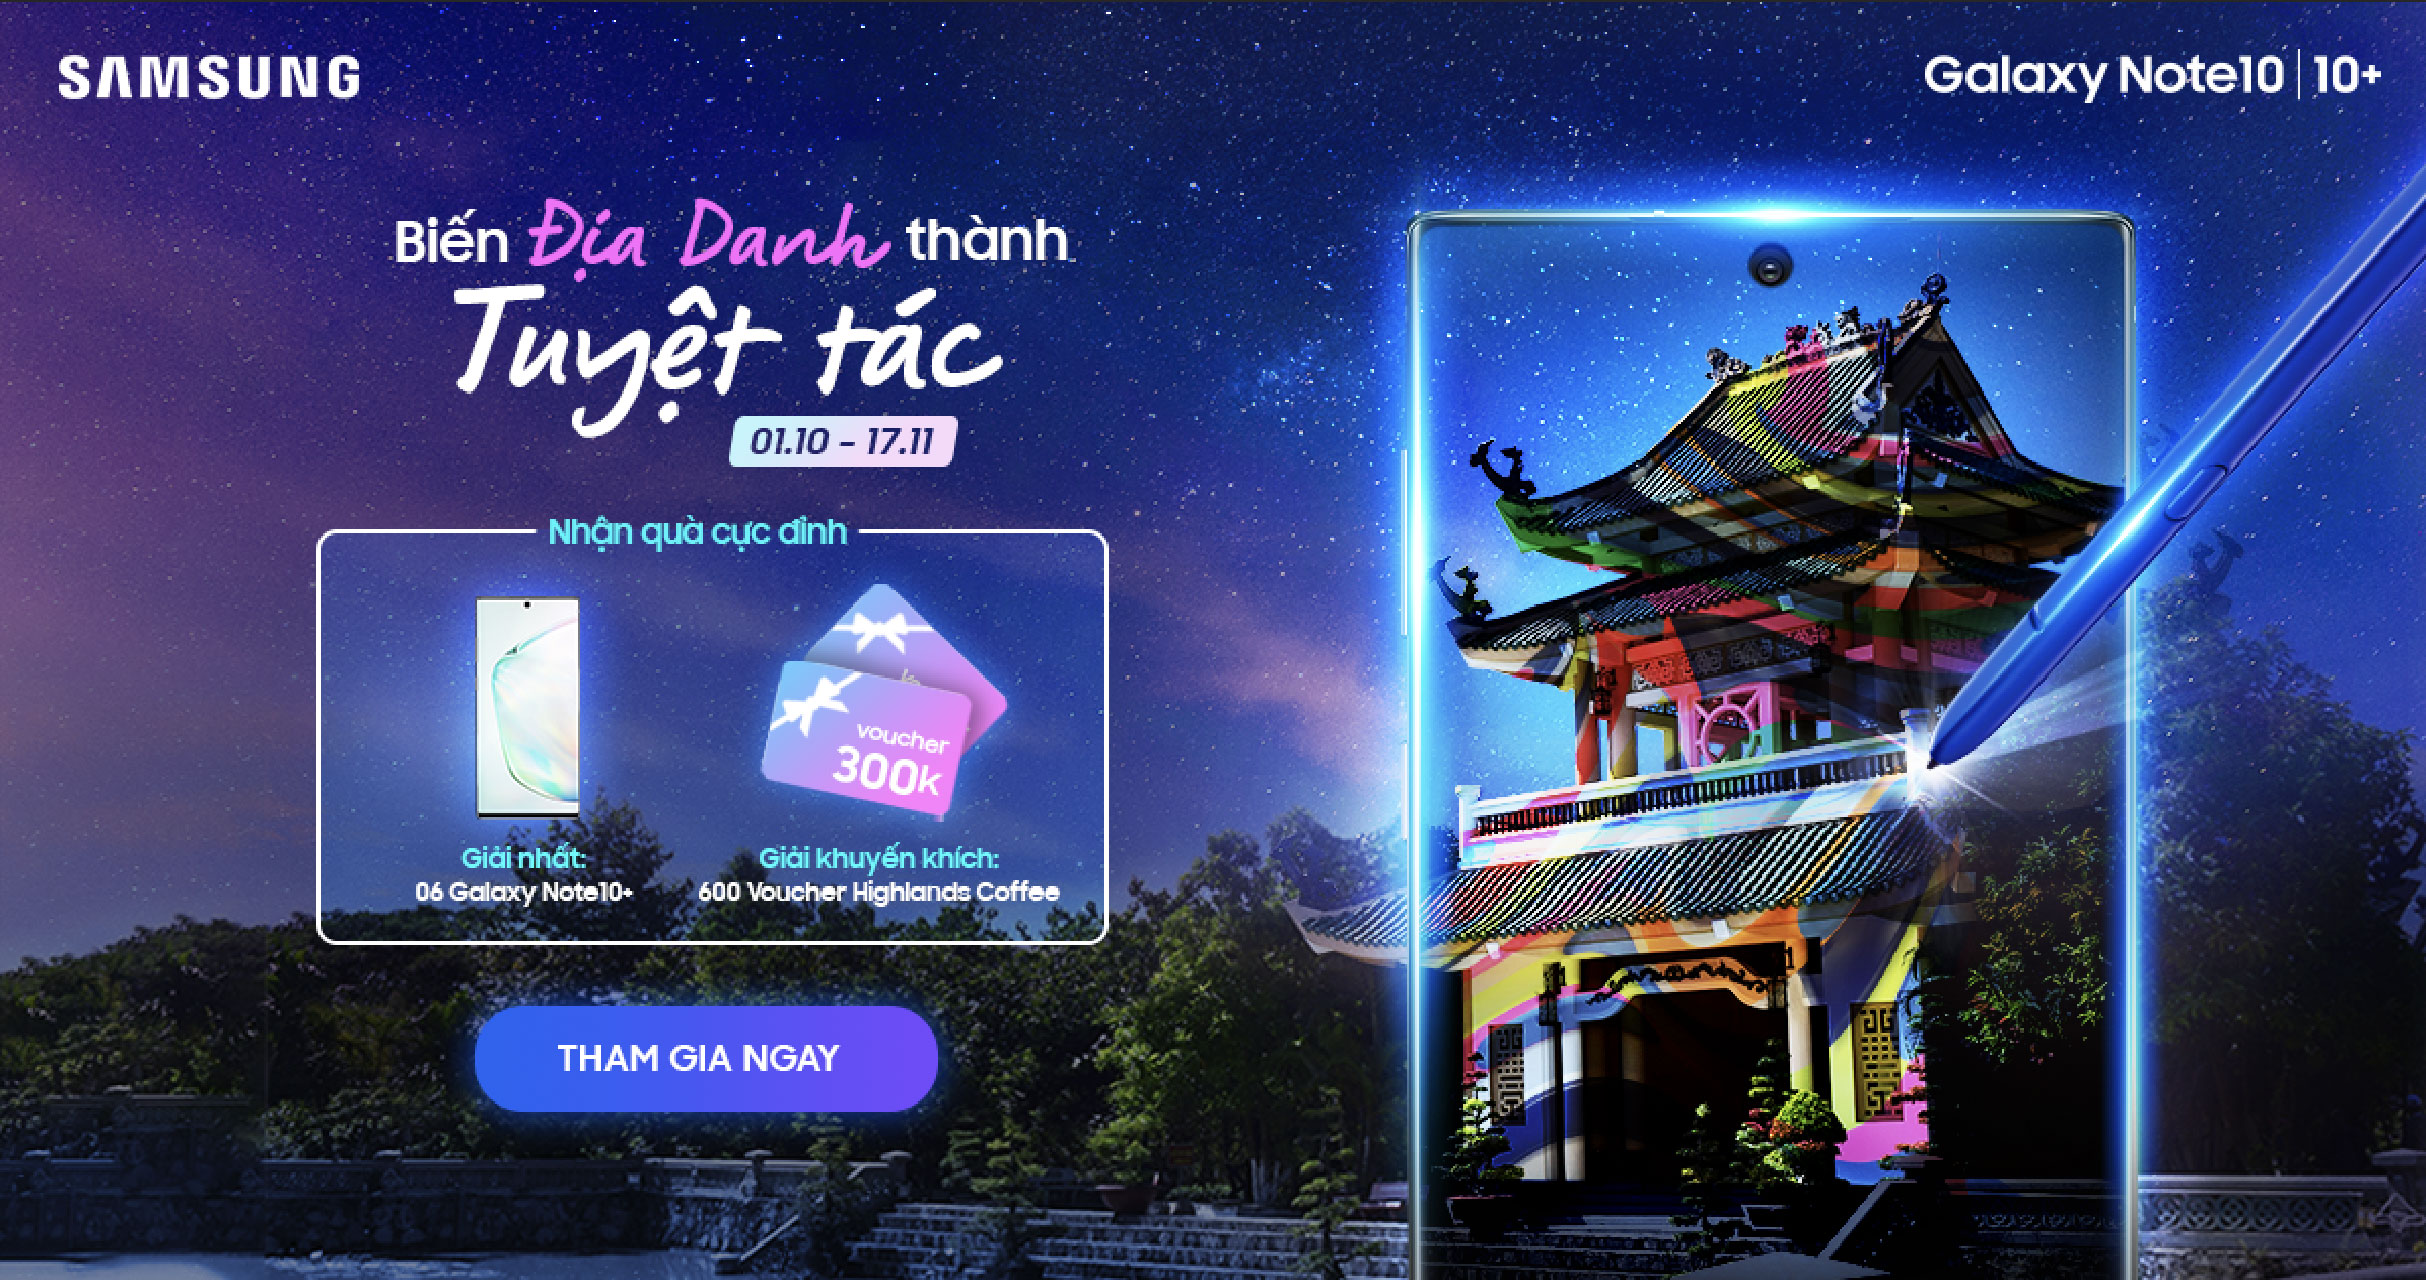 SAMSUNG
Galaxy Note10 | 10+
Biến Địa Danh thành
Tuyệt tác
01.10 - 17.11
Nhận quà cực đỉnh
voucher
300k
Giải nhất:
06 Galaxy Note10+
Giải khuyến khích:
600 Voucher Highlands Coffee
THAM GIA NGAY